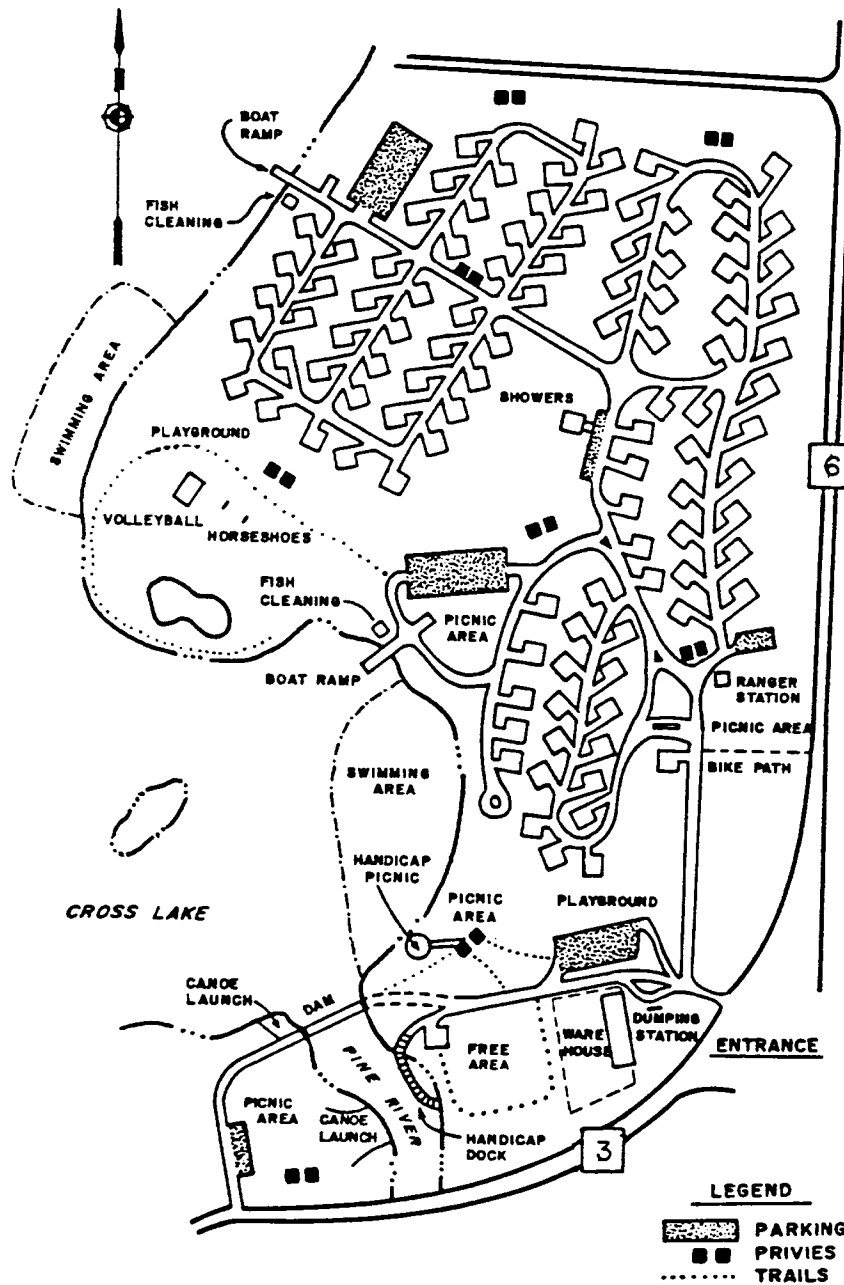 BOAT
RAMP
FISH
CLEANING
SWIMMING AREA
SHOWERS
PLAYGROUND
6
VOLLEYBALL
HORSESHOES
FISH
CLEANING
PICNIC
AREA
BOAT RAMP
RANGER
STATION
PICNIC AREA
BIKE PATH
SWIMMING
AREA
HANDICAP
PICNIC
PICNIC
AREA
PLAYGROUND
CROSS LAKE
CANOE
LAUNCH
DAM
PINE RIVER
FREE
AREA
WARE
HOUSE
DUMPING
STATION
ENTRANCE
PICNIC
AREA
CANOE
LAUNCH
HANDICAP
DOCK
3
LEGEND
PARKING
PRIVIES
TRAILS